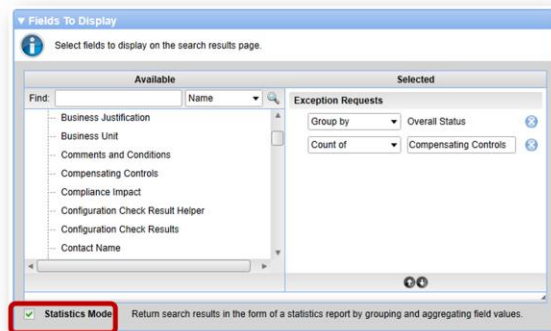 Fields To Display
Select fields to display on the search results page.
Available
Selected
Find: Name
Business Justification
Business Unit
Comments and Conditions
Compensating Controls
Compliance Impact
Configuration Check Result Helper
Configuration Check Results
Contact Name
Exception Requests
Group by Overall Status
Count of Compensating Controls
Statistics Mode Return search results in the form of a statistics report by grouping and aggregating field values.